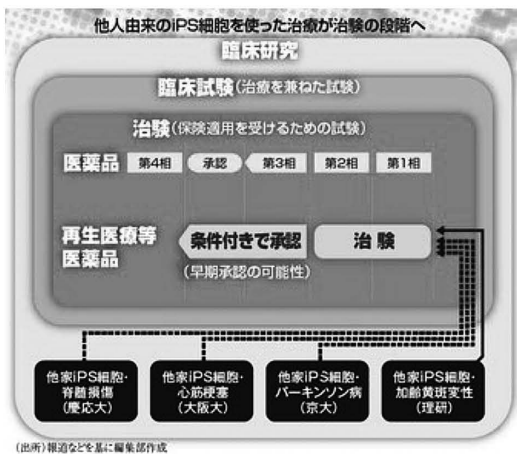 他人由来のiPS細胞を使った治療が治験の段階へ
臨床研究
臨床試験(治療を兼ねた試験)
治験(保険適用を受けるための試験)
医薬品 第4相 承認 第3相 第2相 第1相
再生医療等
医薬品
条件付きで承認 治験
(早期承認の可能性)
他家iPS細胞・
脊髄損傷
(慶応大)
他家iPS細胞・
心筋梗塞
(大阪大)
他家iPS細胞・
パーキンソン病
(京大)
他家iPS細胞・
加齢黄斑変性
(理研)
(出所)報道などを基に編集部作成